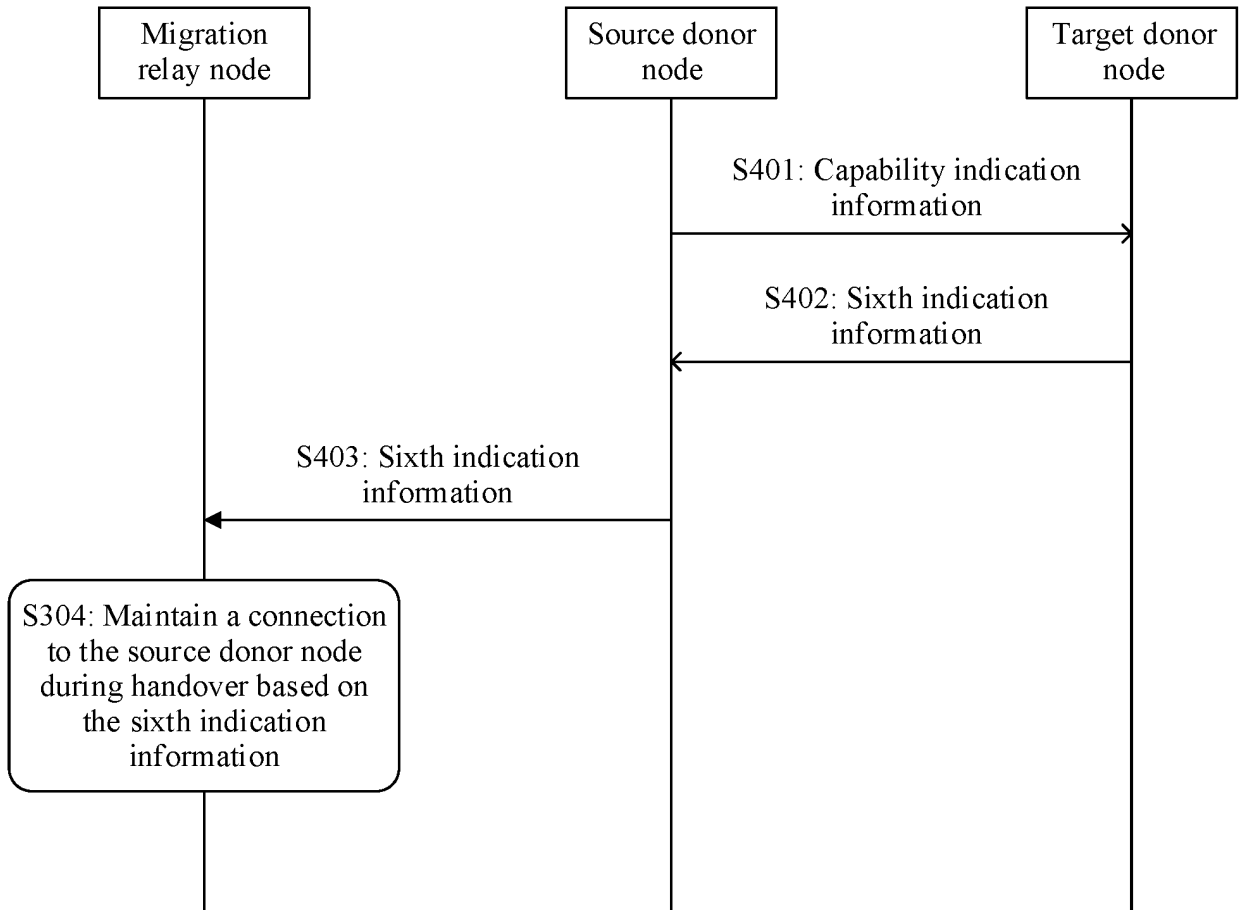 Migration
relay node
Source donor
node
Target donor
node
S401: Capability indication
information
S402: Sixth indication
information
S403: Sixth indication
information
S304: Maintain a connection
to the source donor node
during handover based on
the sixth indication
information